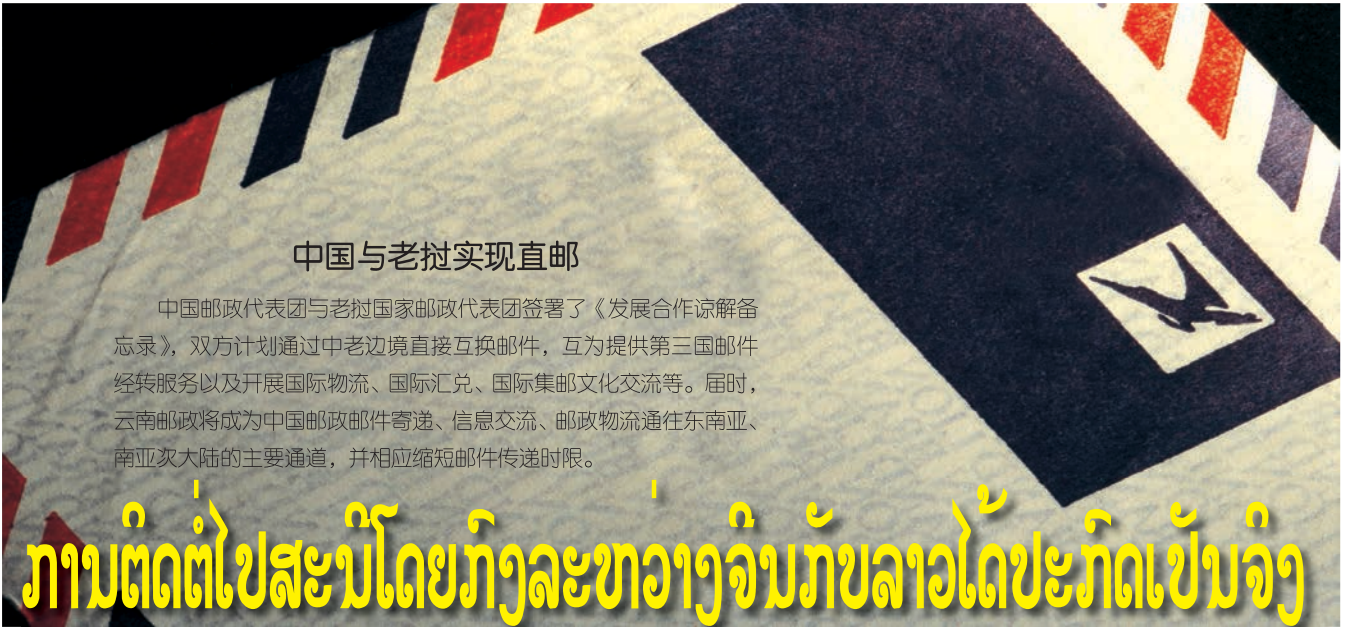 中国与老挝实现直邮
中国邮政代表团与老挝国家邮政代表团签署了《发展合作谅解备
忘录》，双方计划通过中老边境直接互换邮件，互为提供第三国邮件
经转服务以及开展国际物流、国际汇兑、国际集邮文化交流等。届时，
云南邮政将成为中国邮政邮件寄递、信息交流、邮政物流通往东南亚、
南亚次大陆的主要通道，并相应缩短邮件传递时限。
ການຕິດຕໍ່ໄປສະນີໂດຍກົງລະຫວ່າງຈີນກັບລາວໄດ້ປະກົດເປັນຈິງ